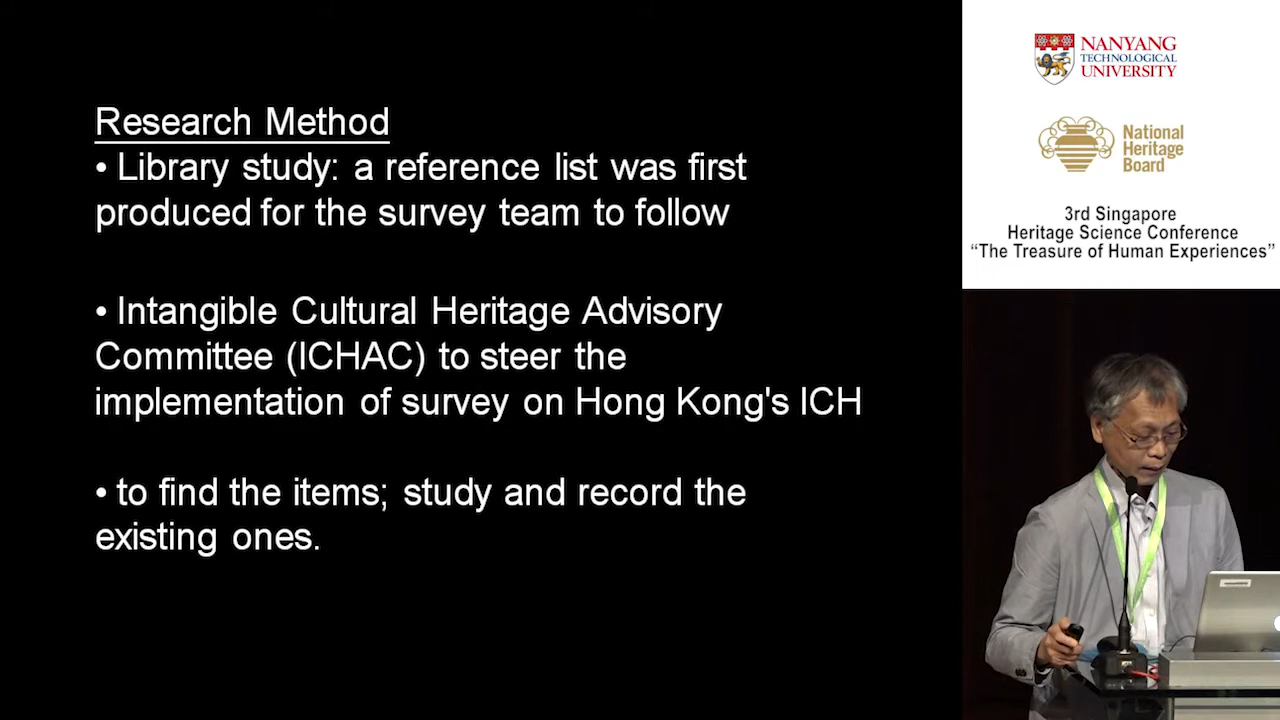 Research Method
• Library study: a reference list was first
produced for the survey team to follow
• Intangible Cultural Heritage Advisory
Committee (ICHAC) to steer the
implementation of survey on Hong Kong's ICH
• to find the items; study and record the
existing ones.
NANYANG
TECHNOLOGICAL
UNIVERSITY
National
Heritage
Board
3rd Singapore
Heritage Science Conference
“The Treasure of Human Experiences”